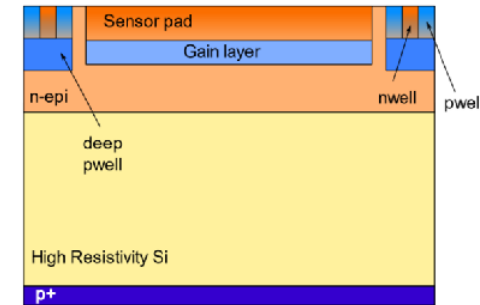 Sensor pad
Gain layer
n-epi
nwell
pwel
deep
pwell
High Resistivity Si
p+